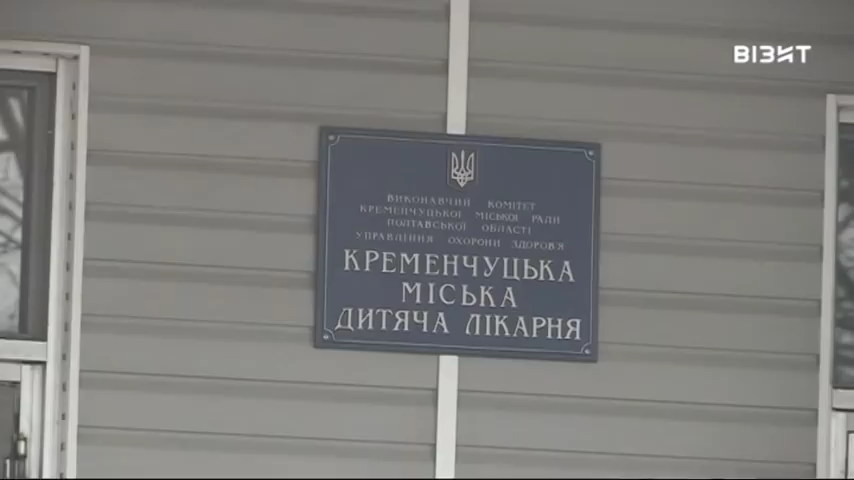 ВІЗИТ
ВИКОНАВЧИЙ КОМІТЕТ
КРЕМЕНЧУЦЬКОЇ МІСЬКОЇ РАДИ
ПОЛТАВСЬКОЇ ОБЛАСТІ
УПРАВЛІННЯ ОХОРОНИ ЗДОРОВ'Я
КРЕМЕНЧУЦЬКА
МІСЬКА
ДИТЯЧА ЛІКАРНЯ